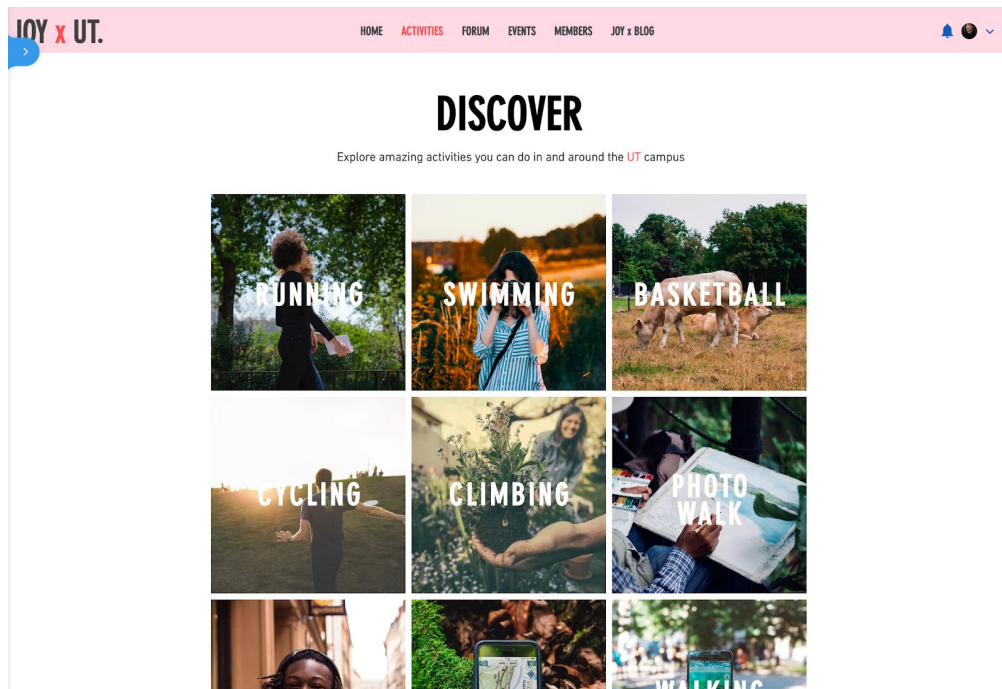 JOY x UT.
HOME ACTIVITIES FORUM EVENTS MEMBERS JOY x BLOG
DISCOVER
Explore amazing activities you can do in and around the UT campus
RUNNING SWIMMING BASKETBALL
CYCLING CLIMBING PHOTO
WALK
WALKING